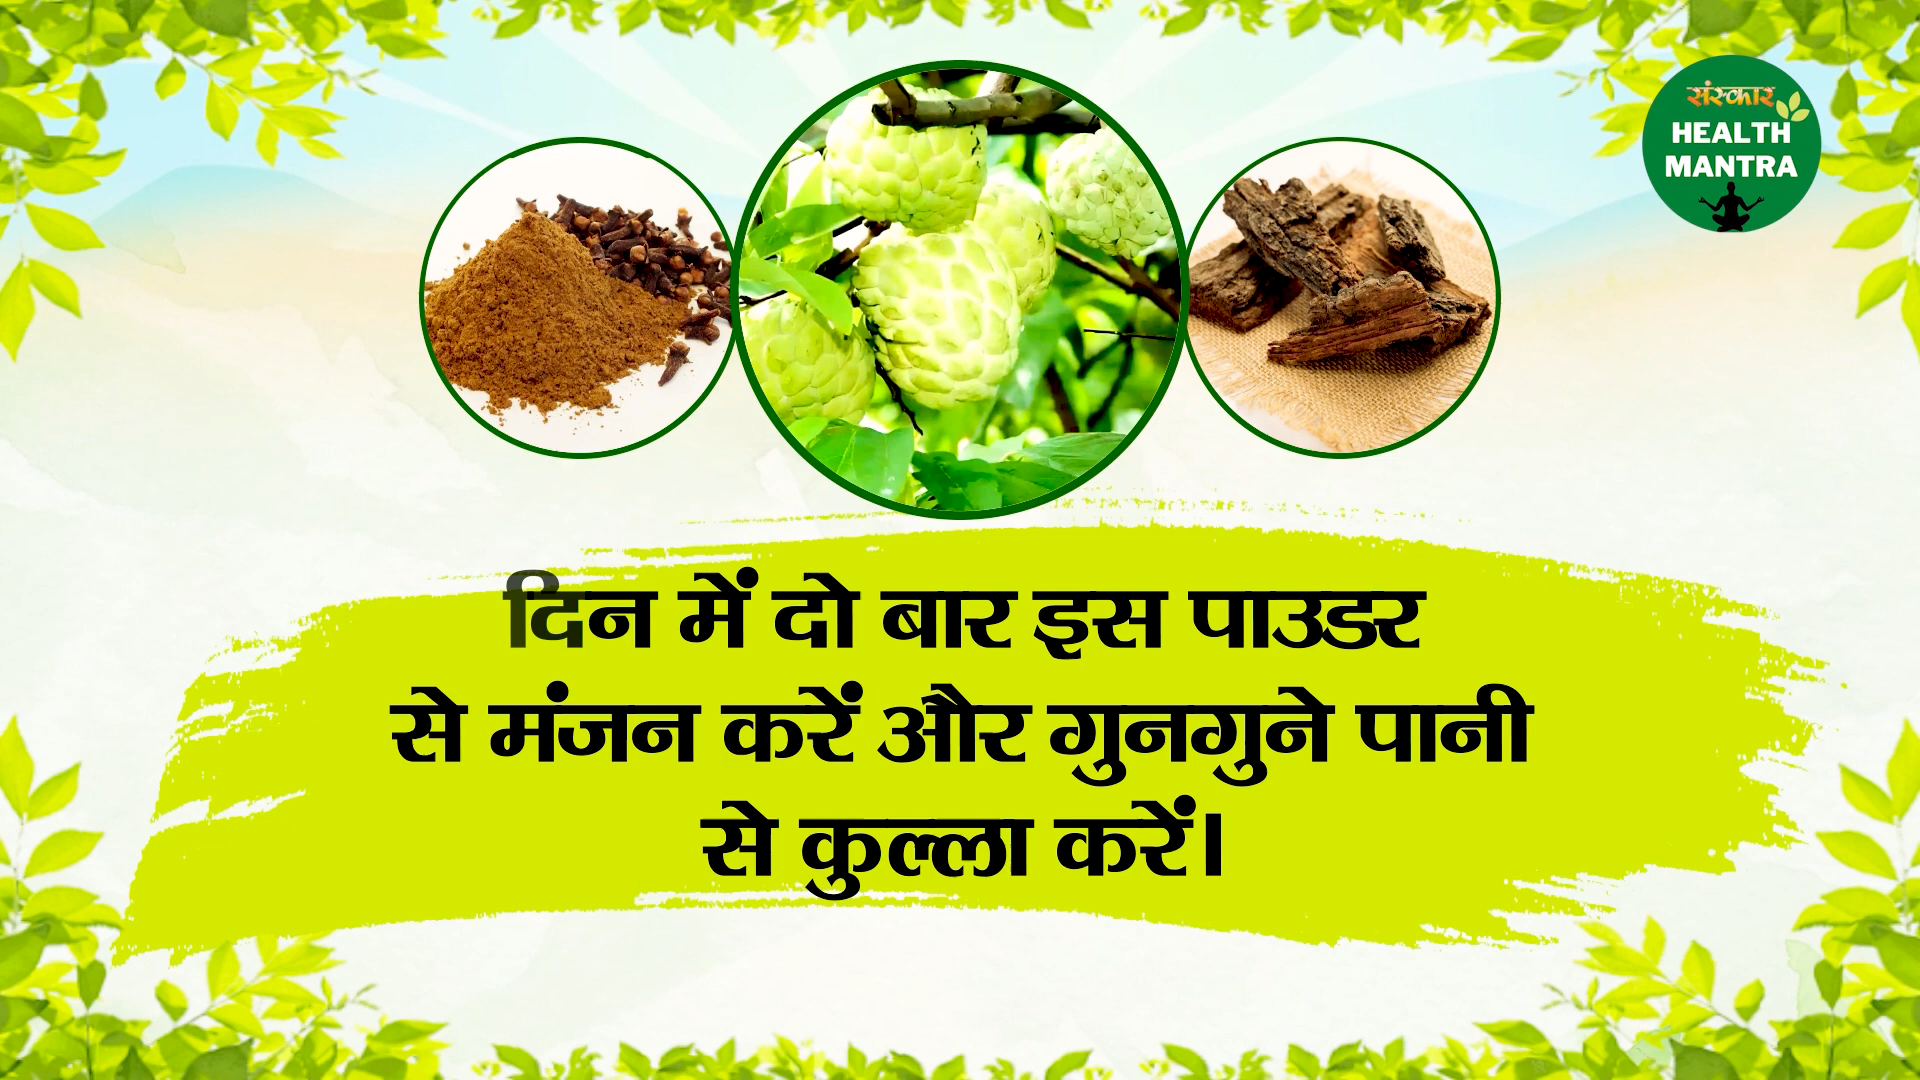 संस्कार
HEALTH
MANTRA
दिन में दो बार इस पाउडर
से मंजन करें और गुनगुने पानी
से कुल्ला करें।